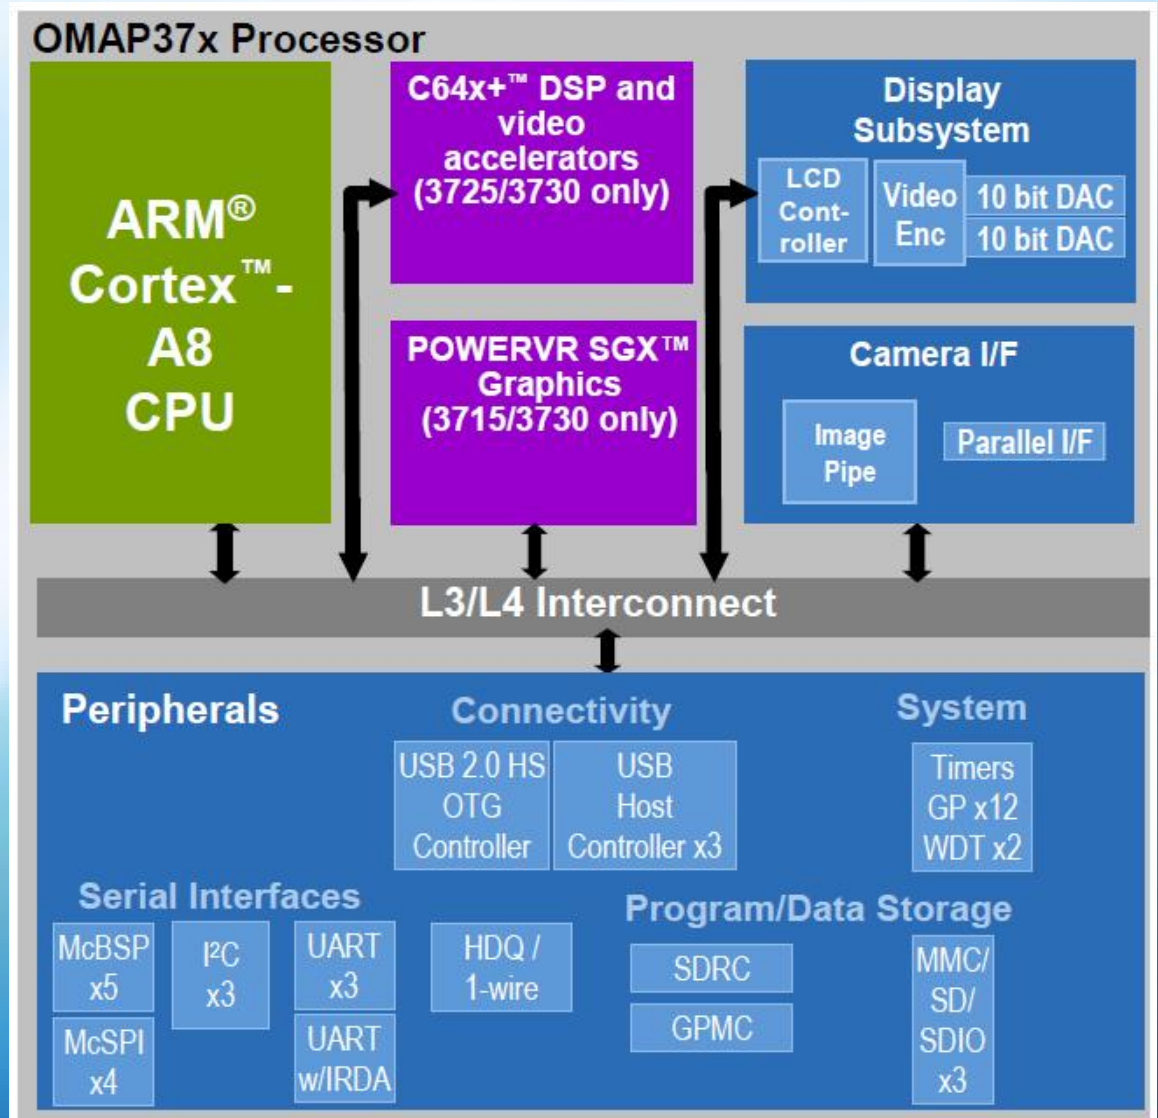 OMAP37x Processor
ARM®
Cortex™-
A8
CPU
C64x+™ DSP and
video
accelerators
(3725/3730 only)
POWERVR SGX™
Graphics
(3715/3730 only)
Display
Subsystem
LCD
Cont-
roller
Video
Enc
10 bit DAC
10 bit DAC
Camera I/F
Image
Pipe
Parallel I/F
L3/L4 Interconnect
Peripherals
Connectivity
USB 2.0 HS
OTG
Controller
USB
Host
Controller x3
System
Timers
GP x12
WDT x2
Serial Interfaces
McBSP
x5
I²C
x3
UART
x3
HDQ /
1-wire
McSPI
x4
UART
w/IRDA
Program/Data Storage
SDRC
GPMC
MMC/
SD/
SDIO
x3